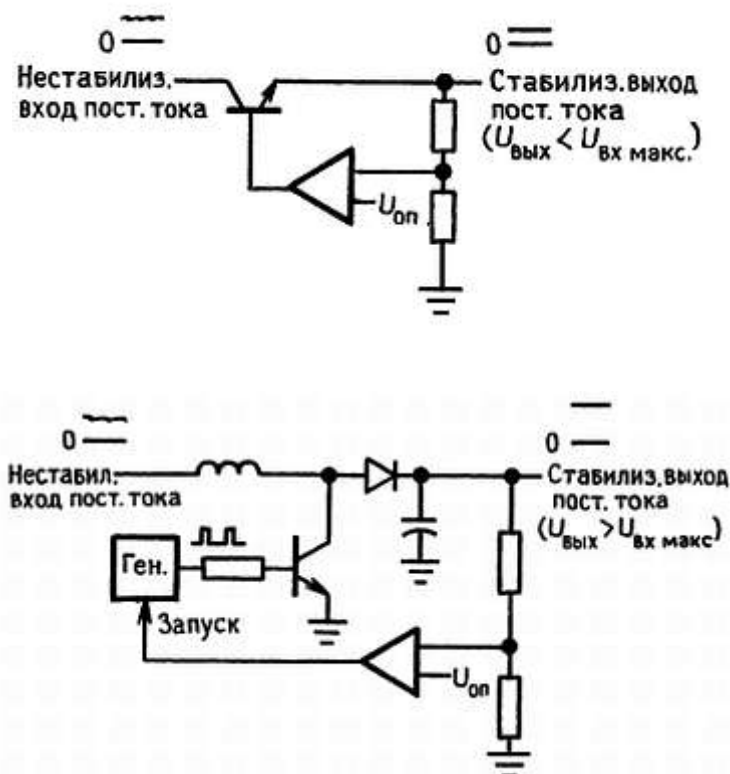 0
0
Нестабилиз.
вход пост. тока
Стабилиз. выход
пост. тока
(Uвых < Uвх макс.)
Uоп
0
0
Нестабил.
вход пост. тока
Стабилиз. выход
пост. тока
(Uвых > Uвх макс)
Ген.
Запуск
Uоп